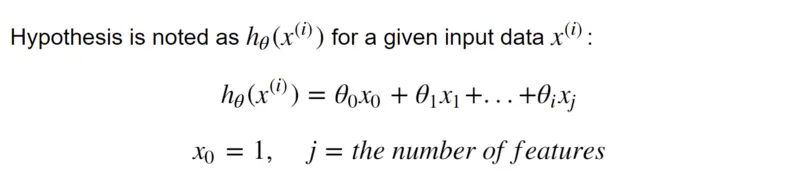 Hypothesis is noted as hθ(x⁽ⁱ⁾) for a given input data x⁽ⁱ⁾ :
hθ(x⁽ⁱ⁾) = θ₀x₀ + θ₁x₁ +. . . +θᵢxⱼ
x₀ = 1, j = the number of features